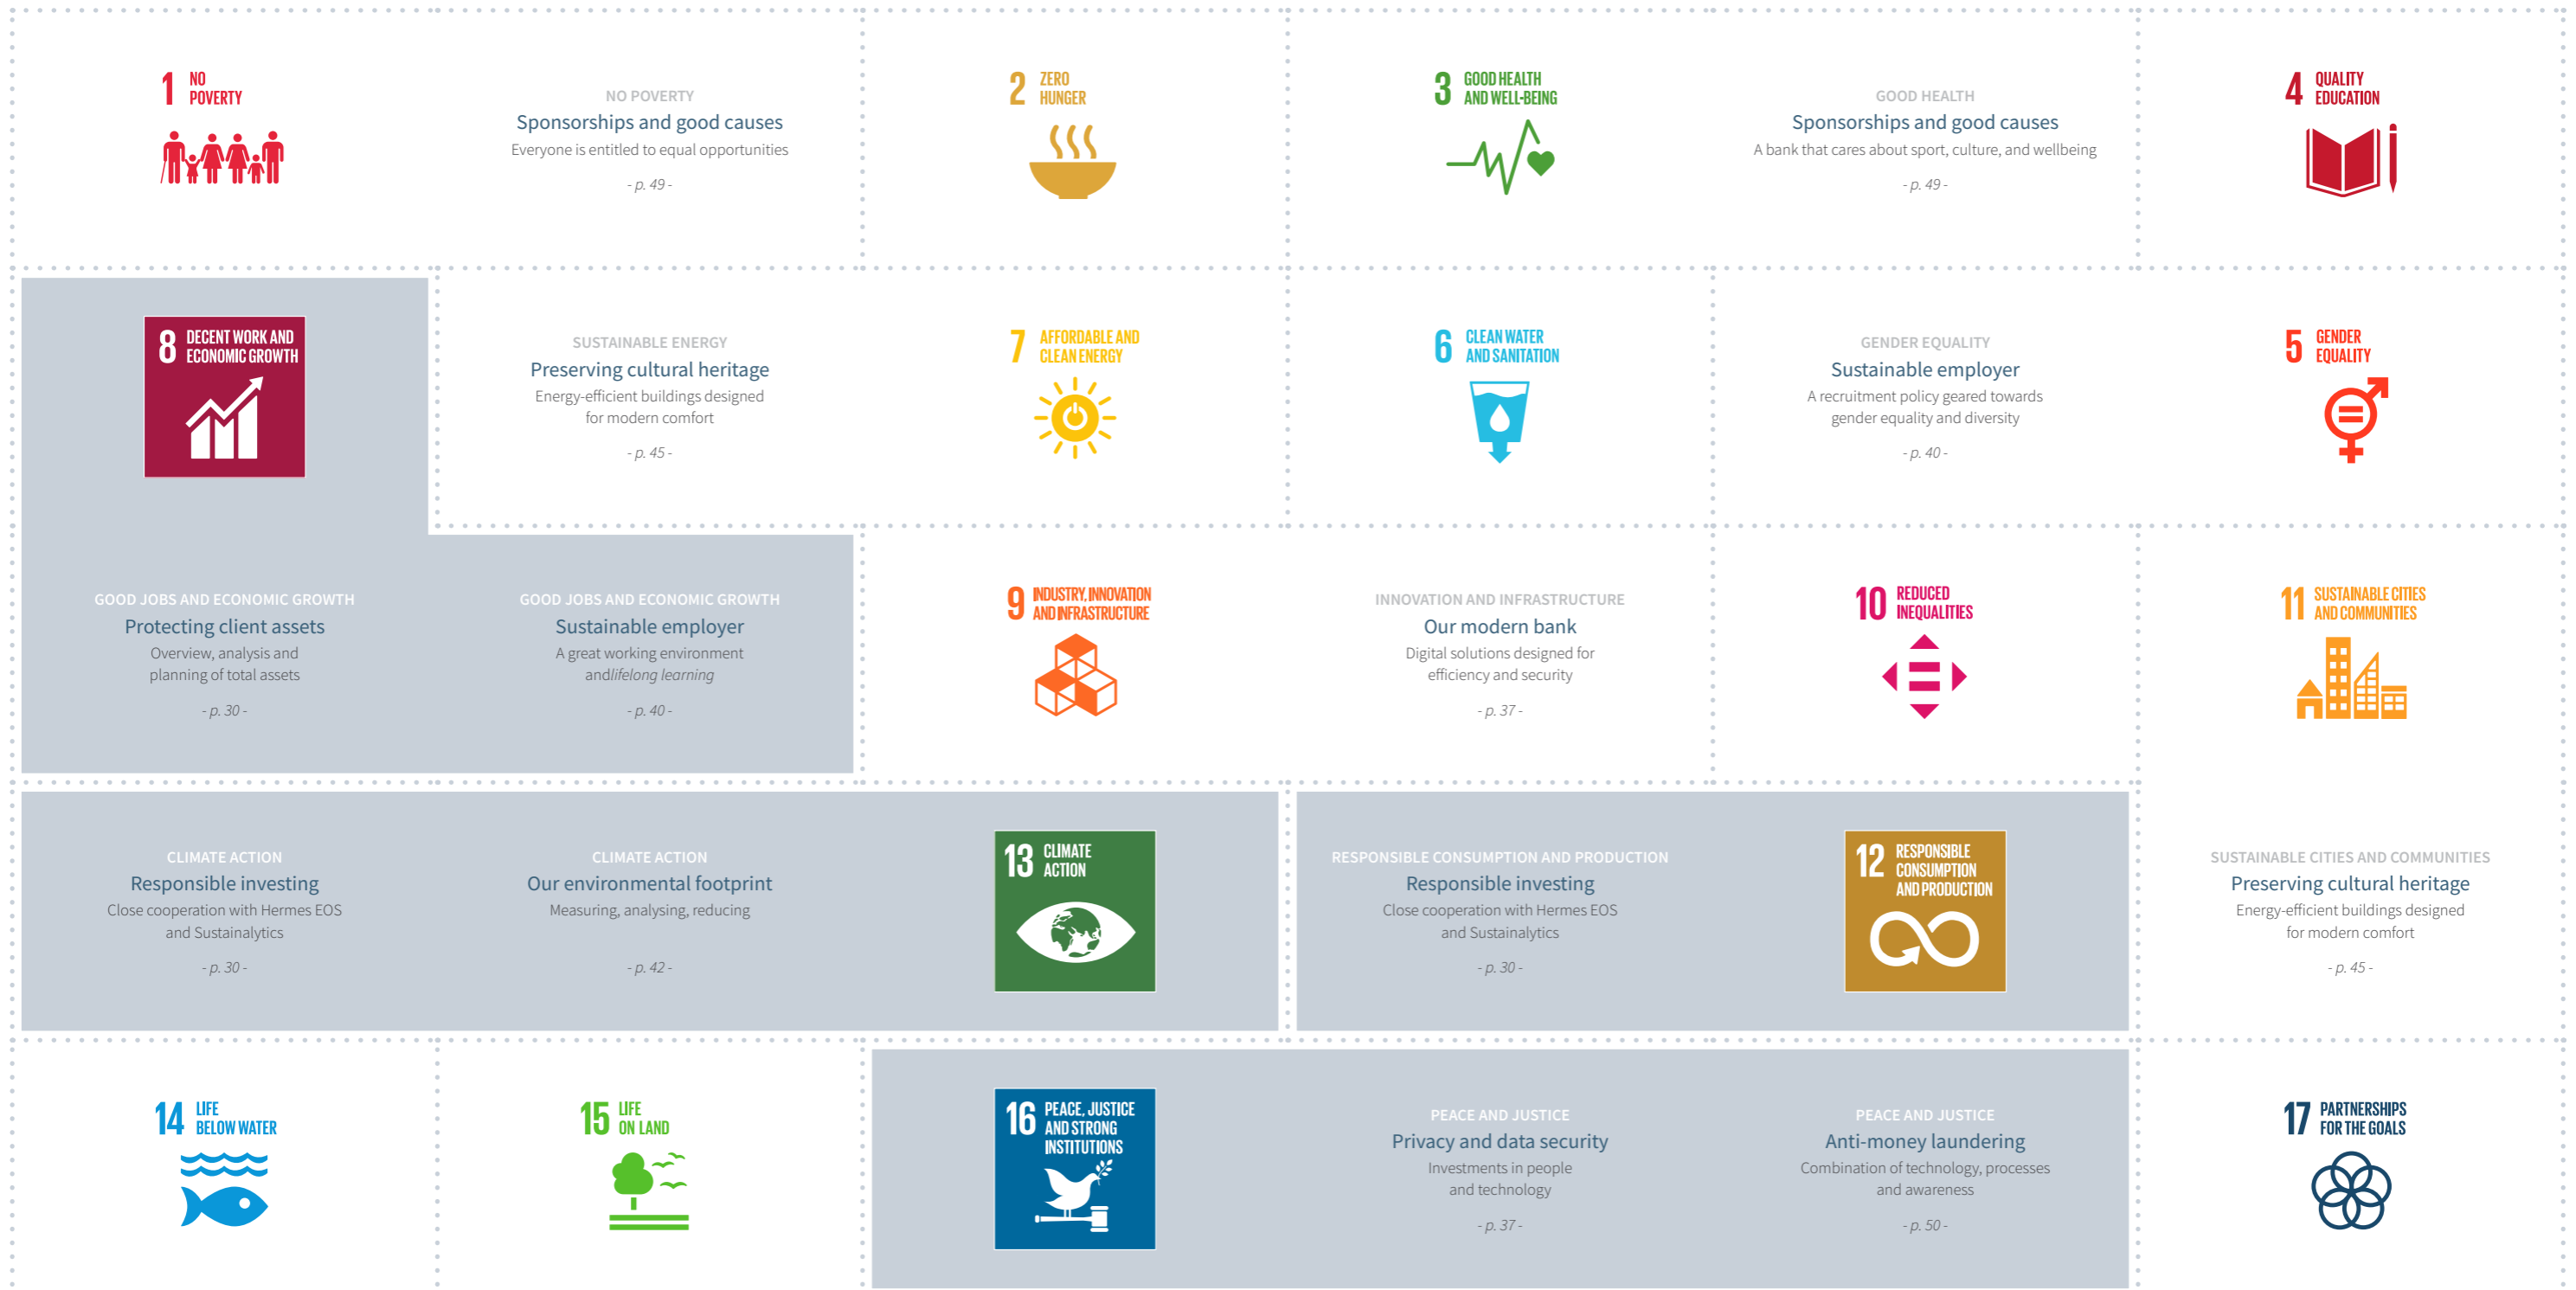 1 NO
POVERTY
NO POVERTY
Sponsorships and good causes
Everyone is entitled to equal opportunities
- p. 49 -
2 ZERO
HUNGER
3 GOOD HEALTH
AND WELL-BEING
GOOD HEALTH
Sponsorships and good causes
A bank that cares about sport, culture, and wellbeing
- p. 49 -
4 QUALITY
EDUCATION
8 DECENT WORK AND
ECONOMIC GROWTH
SUSTAINABLE ENERGY
Preserving cultural heritage
Energy-efficient buildings designed
for modern comfort
- p. 45 -
7 AFFORDABLE AND
CLEAN ENERGY
6 CLEAN WATER
AND SANITATION
GENDER EQUALITY
Sustainable employer
A recruitment policy geared towards
gender equality and diversity
- p. 40 -
5 GENDER
EQUALITY
GOOD JOBS AND ECONOMIC GROWTH
Protecting client assets
Overview, analysis and
planning of total assets
- p. 30 -
GOOD JOBS AND ECONOMIC GROWTH
Sustainable employer
A great working environment
andlifelong learning
- p. 40 -
9 INDUSTRY, INNOVATION
AND INFRASTRUCTURE
INNOVATION AND INFRASTRUCTURE
Our modern bank
Digital solutions designed for
efficiency and security
- p. 37 -
10 REDUCED
INEQUALITIES
11 SUSTAINABLE CITIES
AND COMMUNITIES
CLIMATE ACTION
Responsible investing
Close cooperation with Hermes EOS
and Sustainalytics
- p. 30 -
CLIMATE ACTION
Our environmental footprint
Measuring, analysing, reducing
- p. 42 -
13 CLIMATE
ACTION
RESPONSIBLE CONSUMPTION AND PRODUCTION
Responsible investing
Close cooperation with Hermes EOS
and Sustainalytics
- p. 30 -
12 RESPONSIBLE
CONSUMPTION
AND PRODUCTION
SUSTAINABLE CITIES AND COMMUNITIES
Preserving cultural heritage
Energy-efficient buildings designed
for modern comfort
- p. 45 -
14 LIFE
BELOW WATER
15 LIFE
ON LAND
16 PEACE, JUSTICE
AND STRONG
INSTITUTIONS
PEACE AND JUSTICE
Privacy and data security
Investments in people
and technology
- p. 37 -
PEACE AND JUSTICE
Anti-money laundering
Combination of technology, processes
and awareness
- p. 50 -
17 PARTNERSHIPS
FOR THE GOALS